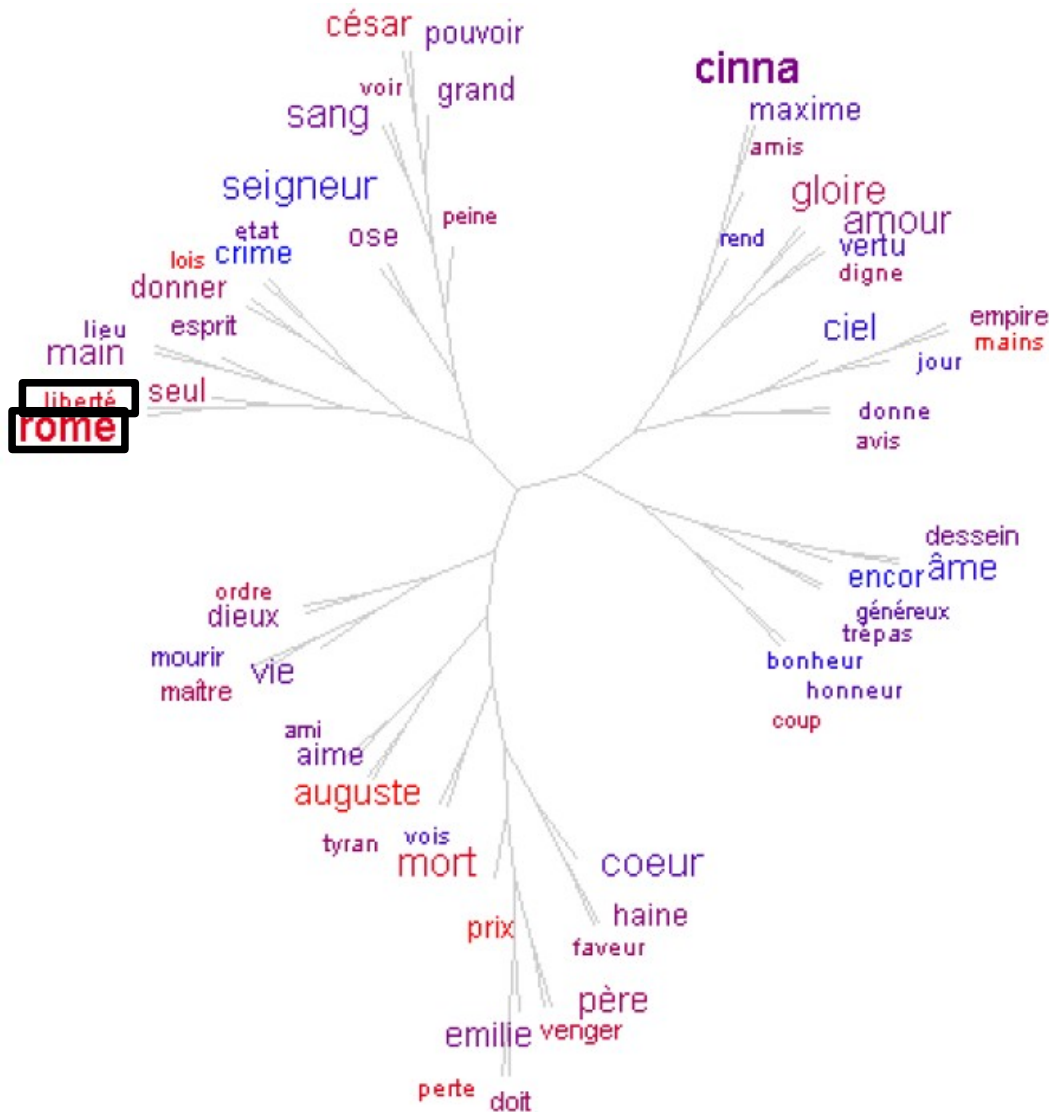 césar
pouvoir
voir
grand
sang
seigneur
etat
ose
peine
lois
crime
donner
lieu
esprit
main
liberté
seul
rome
cinna
maxime
amis
gloire
amour
rend
vertu
digne
ciel
empire
mains
jour
donne
avis
dessein
encor
âme
généreux
trépas
bonheur
honneur
coup
ordre
dieux
mourir
vie
maître
ami
aime
auguste
tyran
vois
mort
coeur
haine
prix
faveur
père
emilie
venger
perte
doit